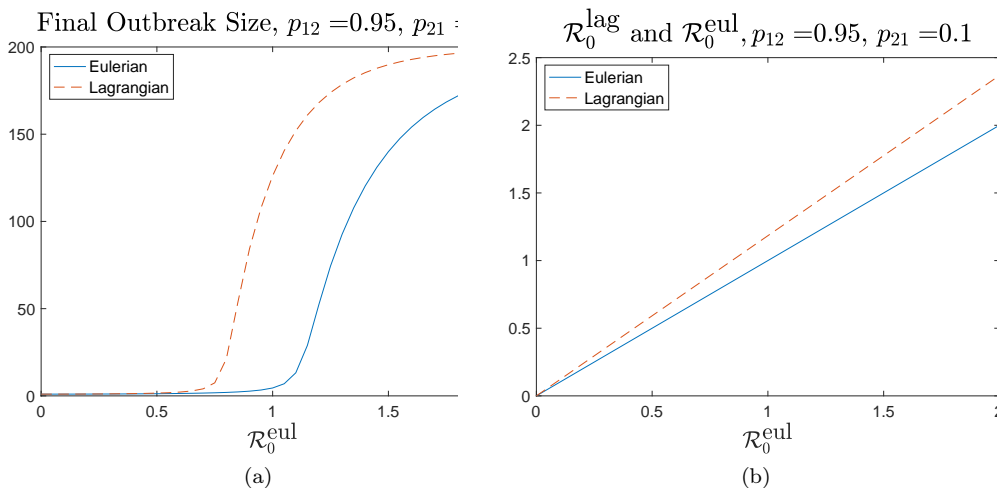 Final Outbreak Size, p₁₂ =0.95, p₂₁ =
200
150
100
50
0
Eulerian
Lagrangian
0 0.5 1 1.5
ℛ₀ᵉᵘˡ
(a)
ℛ₀ˡᵃᵍ and ℛ₀ᵉᵘˡ, p₁₂ =0.95, p₂₁ =0.1
2.5
2
1.5
1
0.5
0
Eulerian
Lagrangian
0 0.5 1 1.5 2
ℛ₀ᵉᵘˡ
(b)